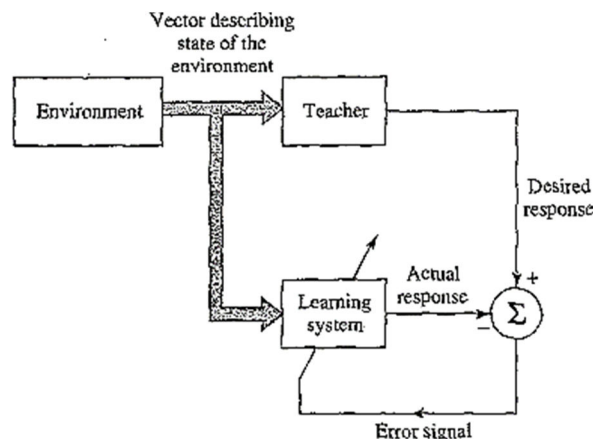 Vector describing
state of the
environment
Environment
Teacher
Desired
response
+
Actual
response
Learning
system
−
Σ
Error signal